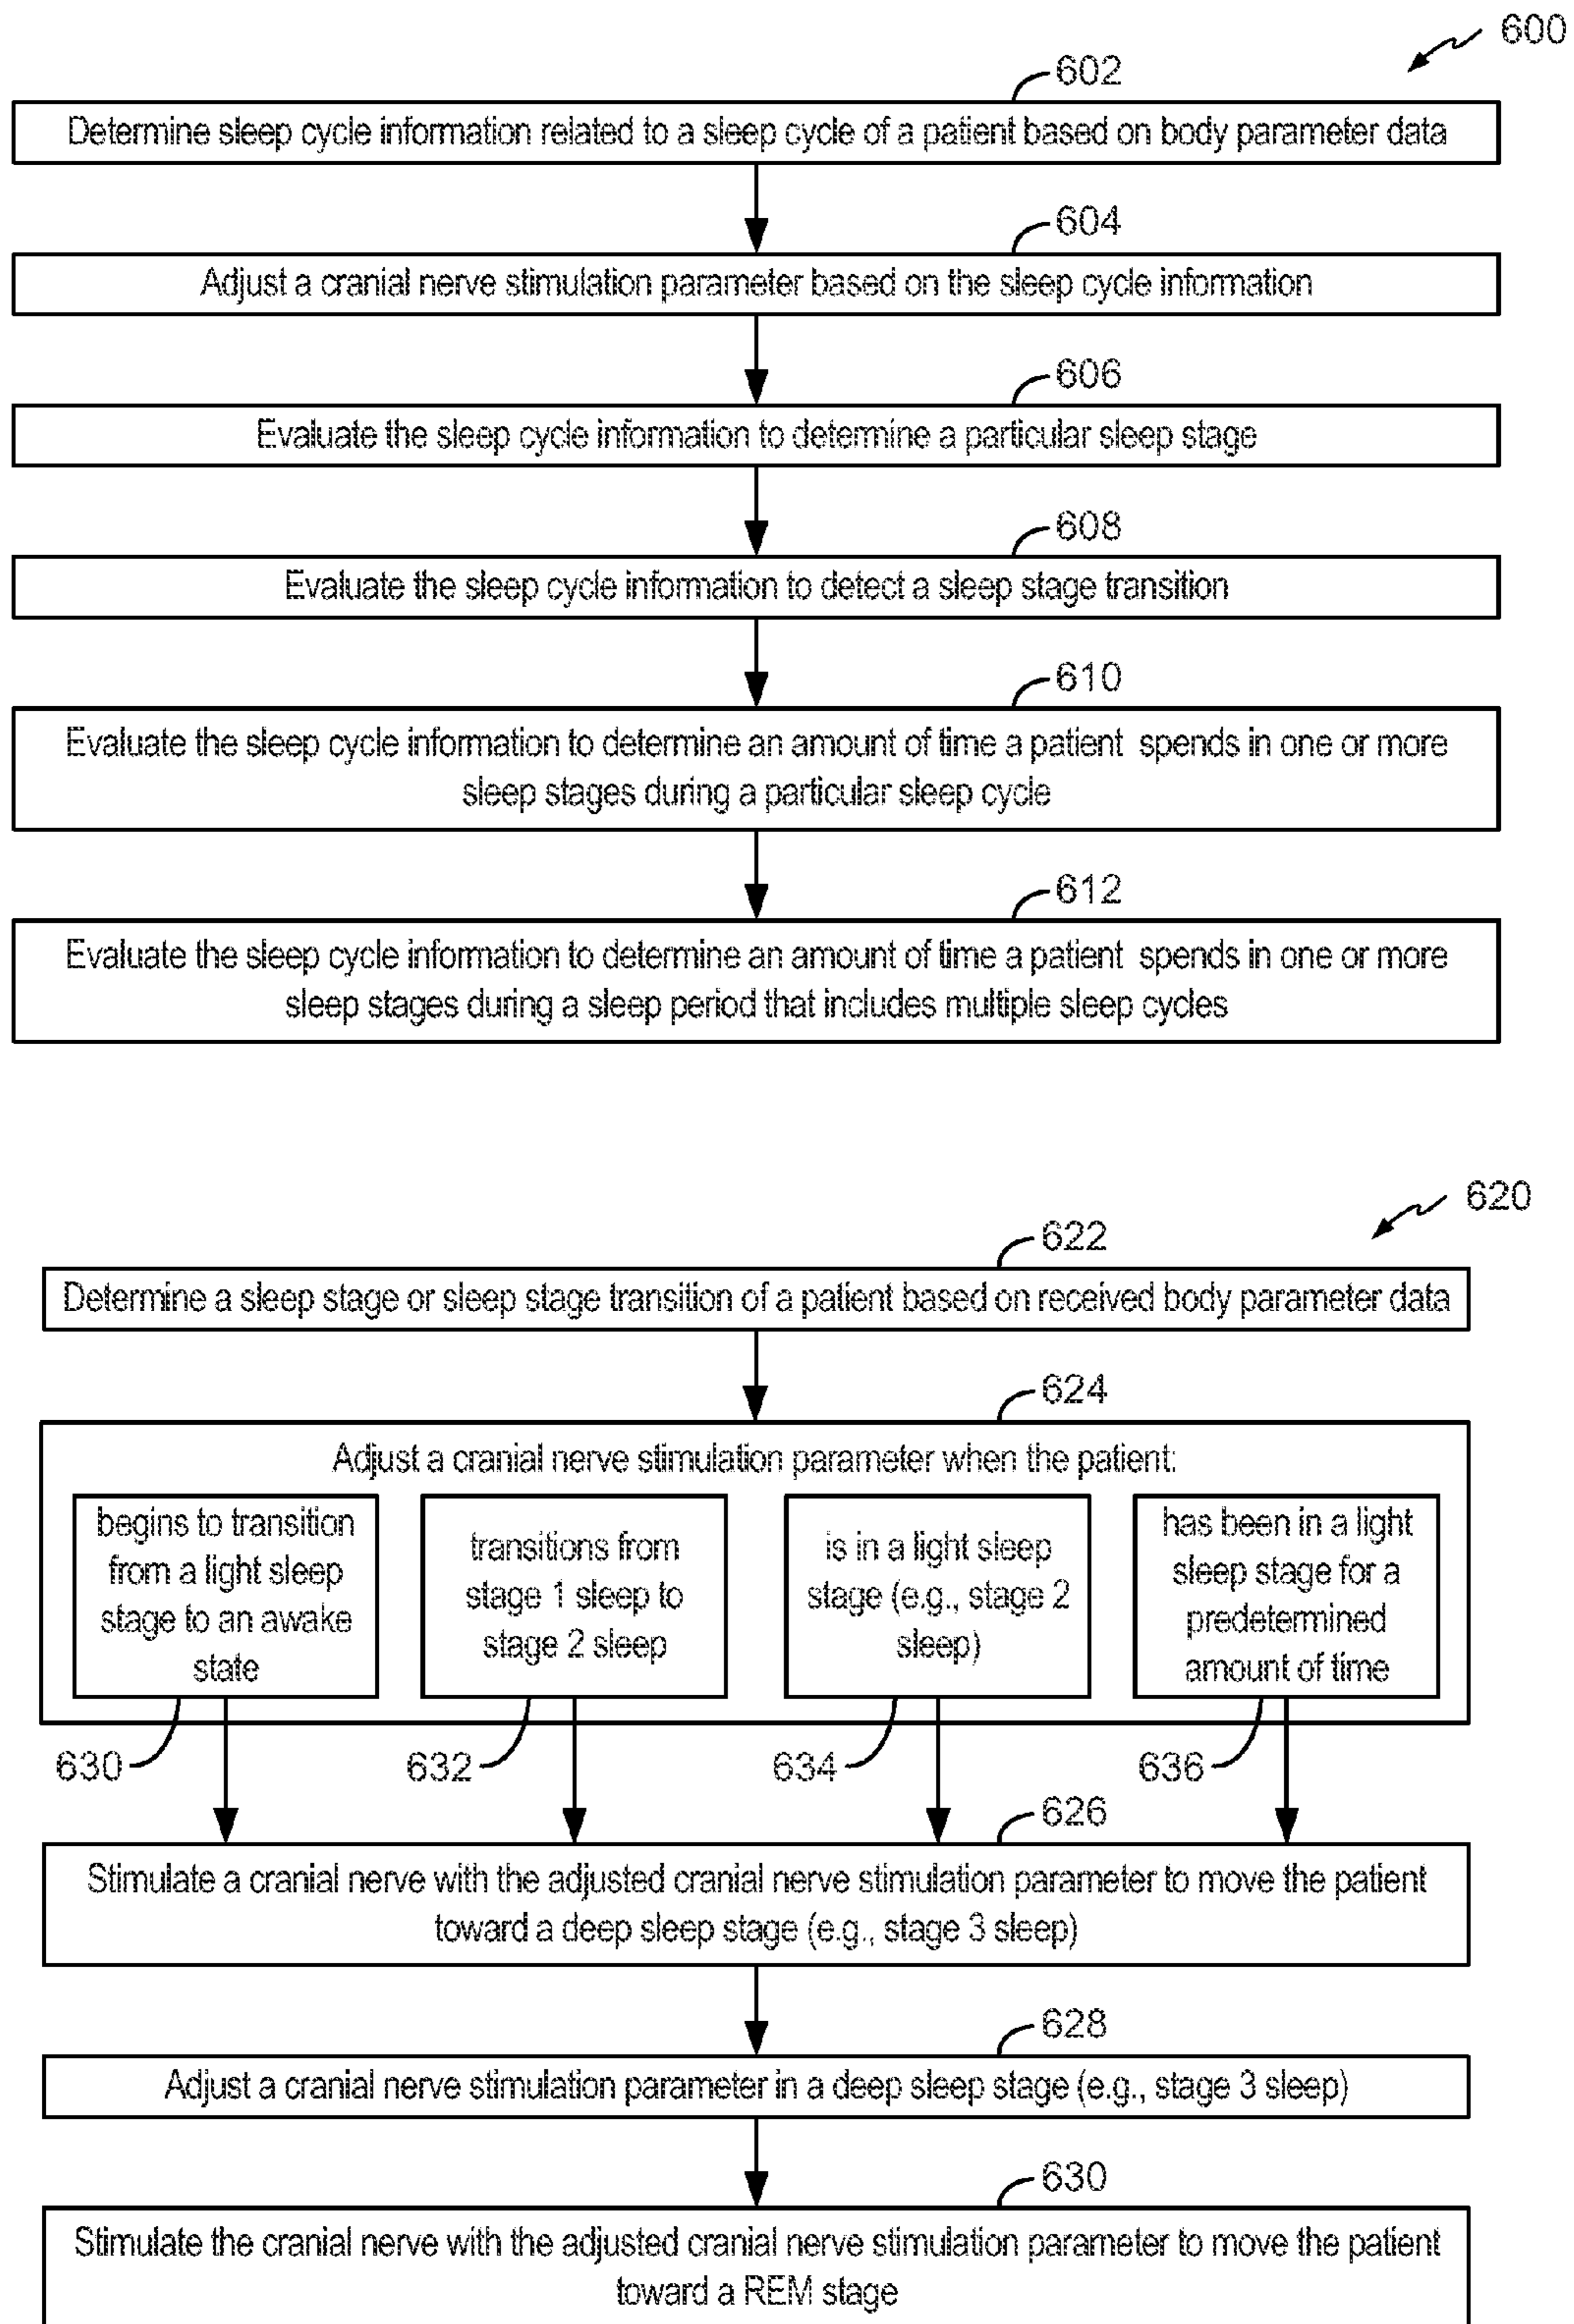 600
602
Determine sleep cycle information related to a sleep cycle of a patient based on body parameter data
604
Adjust a cranial nerve stimulation parameter based on the sleep cycle information
606
Evaluate the sleep cycle information to determine a particular sleep stage
608
Evaluate the sleep cycle information to detect a sleep stage transition
610
Evaluate the sleep cycle information to determine an amount of time a patient spends in one or more
sleep stages during a particular sleep cycle
612
Evaluate the sleep cycle information to determine an amount of time a patient spends in one or more
sleep stages during a sleep period that includes multiple sleep cycles
620
622
Determine a sleep stage or sleep stage transition of a patient based on received body parameter data
624
Adjust a cranial nerve stimulation parameter when the patient:
begins to transition
from a light sleep
stage to an awake
state
transitions from
stage 1 sleep to
stage 2 sleep
is in a light sleep
stage (e.g., stage 2
sleep)
has been in a light
sleep stage for a
predetermined
amount of time
630
632
634
636
626
Stimulate a cranial nerve with the adjusted cranial nerve stimulation parameter to move the patient
toward a deep sleep stage (e.g., stage 3 sleep)
628
Adjust a cranial nerve stimulation parameter in a deep sleep stage (e.g., stage 3 sleep)
630
Stimulate the cranial nerve with the adjusted cranial nerve stimulation parameter to move the patient
toward a REM stage